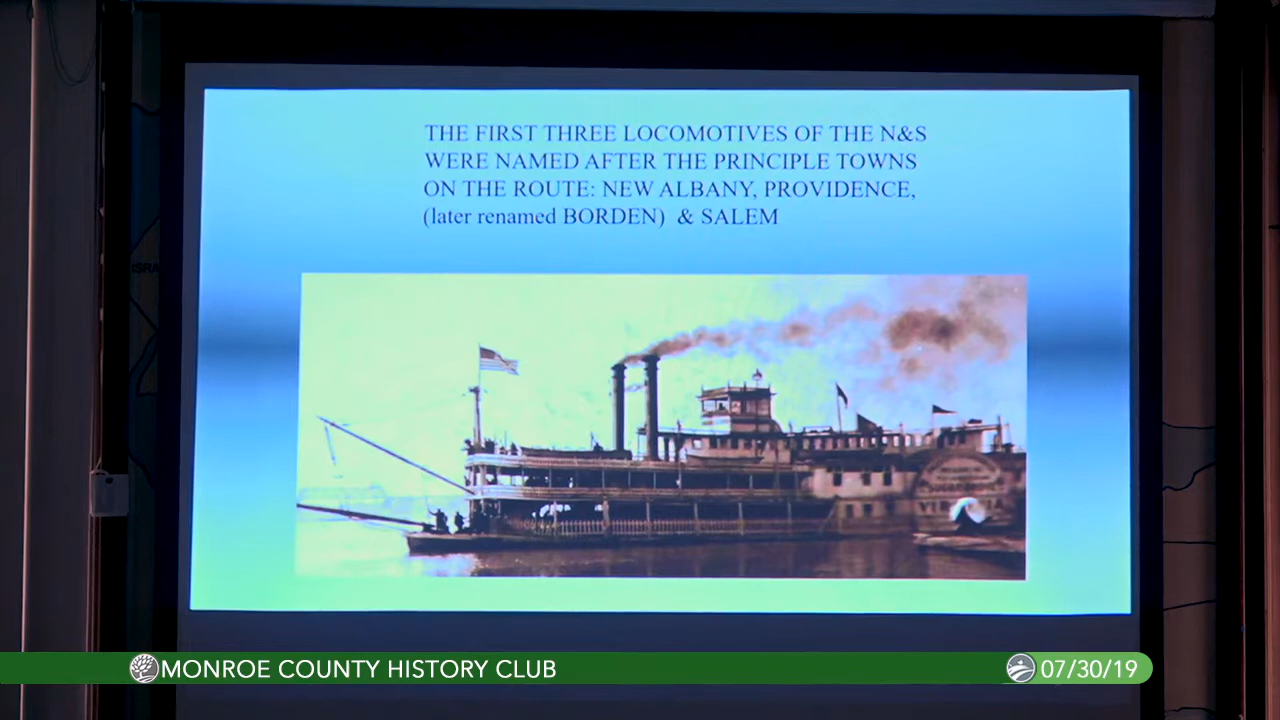 THE FIRST THREE LOCOMOTIVES OF THE N&S
WERE NAMED AFTER THE PRINCIPLE TOWNS
ON THE ROUTE: NEW ALBANY, PROVIDENCE,
(later renamed BORDEN) & SALEM
MONROE COUNTY HISTORY CLUB
07/30/19